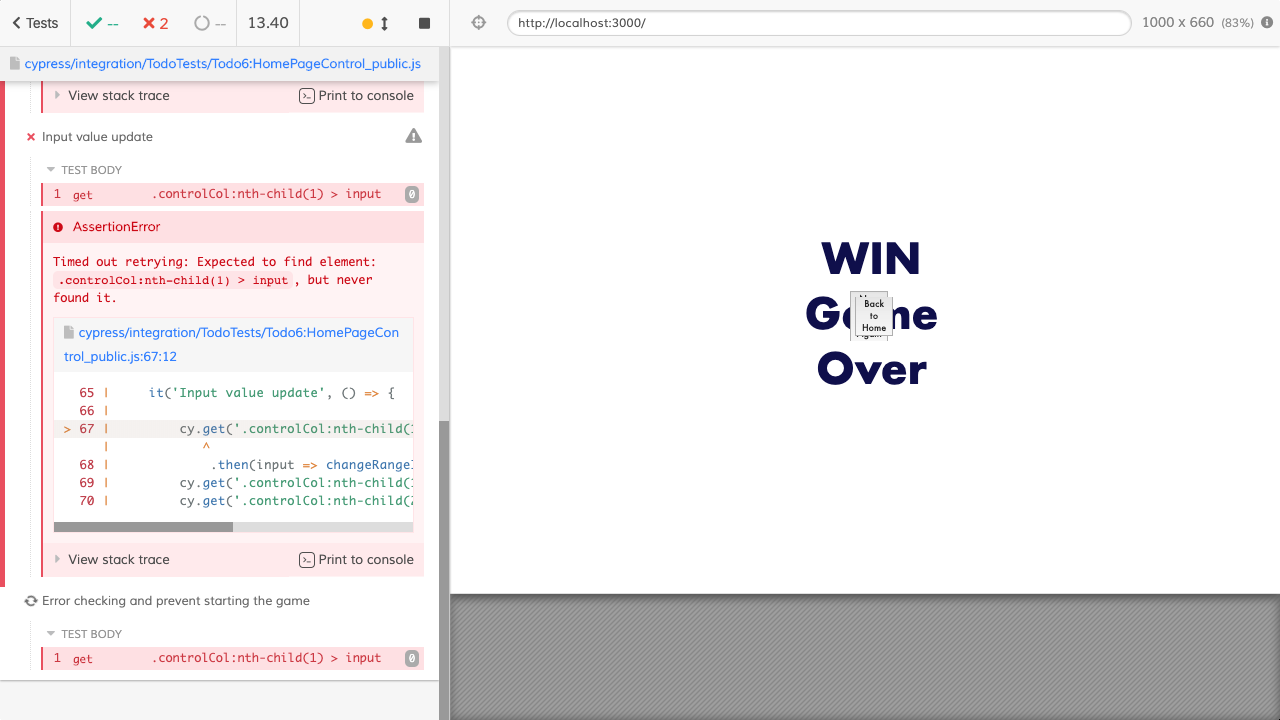 Tests
--
2
--
13.40
http://localhost:3000/
1000 x 660 (83%)
cypress/integration/TodoTests/Todo6:HomePageControl_public.js
View stack trace
Print to console
Input value update
TEST BODY
1 get .controlCol:nth-child(1) > input 0
AssertionError
Timed out retrying: Expected to find element:
.controlCol:nth-child(1) > input, but never
found it.
cypress/integration/TodoTests/Todo6:HomePageCon
trol_public.js:67:12
65 | it('Input value update', () => {
66 |
> 67 | cy.get('.controlCol:nth-child(
| ^
68 | .then(input => changeRange
69 | cy.get('.controlCol:nth-child(
70 | cy.get('.controlCol:nth-child(
View stack trace
Print to console
Error checking and prevent starting the game
TEST BODY
1 get .controlCol:nth-child(1) > input 0
WIN
Game
Over
Back
to
Home